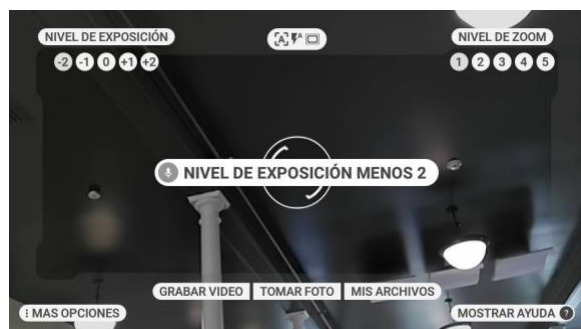 NIVEL DE EXPOSICIÓN
-2 -1 0 +1 +2
A A
NIVEL DE ZOOM
1 2 3 4 5
NIVEL DE EXPOSICIÓN MENOS 2
GRABAR VIDEO TOMAR FOTO MIS ARCHIVOS
MAS OPCIONES
MOSTRAR AYUDA ?